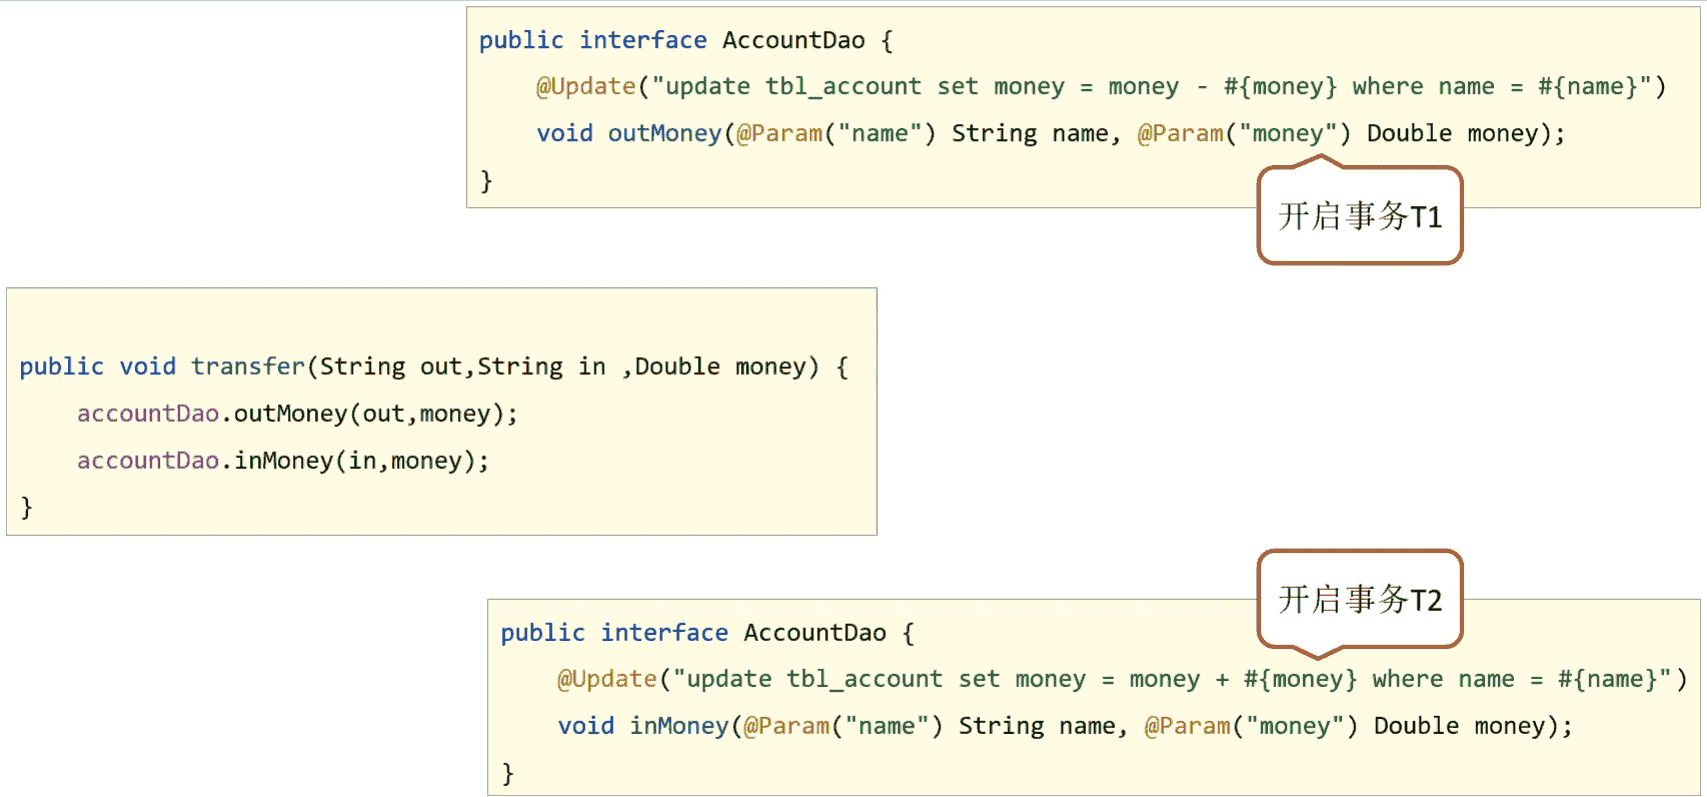 public interface AccountDao {
@Update("update tbl_account set money = money - #{money} where name = #{name}")
void outMoney(@Param("name") String name, @Param("money") Double money);
}
开启事务T1
public void transfer(String out,String in ,Double money) {
accountDao.outMoney(out,money);
accountDao.inMoney(in,money);
}
开启事务T2
public interface AccountDao {
@Update("update tbl_account set money = money + #{money} where name = #{name}")
void inMoney(@Param("name") String name, @Param("money") Double money);
}